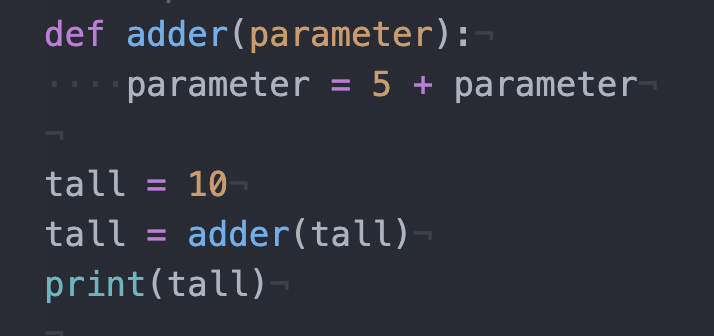 def adder(parameter):¬
····parameter = 5 + parameter¬
¬
tall = 10¬
tall = adder(tall)¬
print(tall)¬
¬